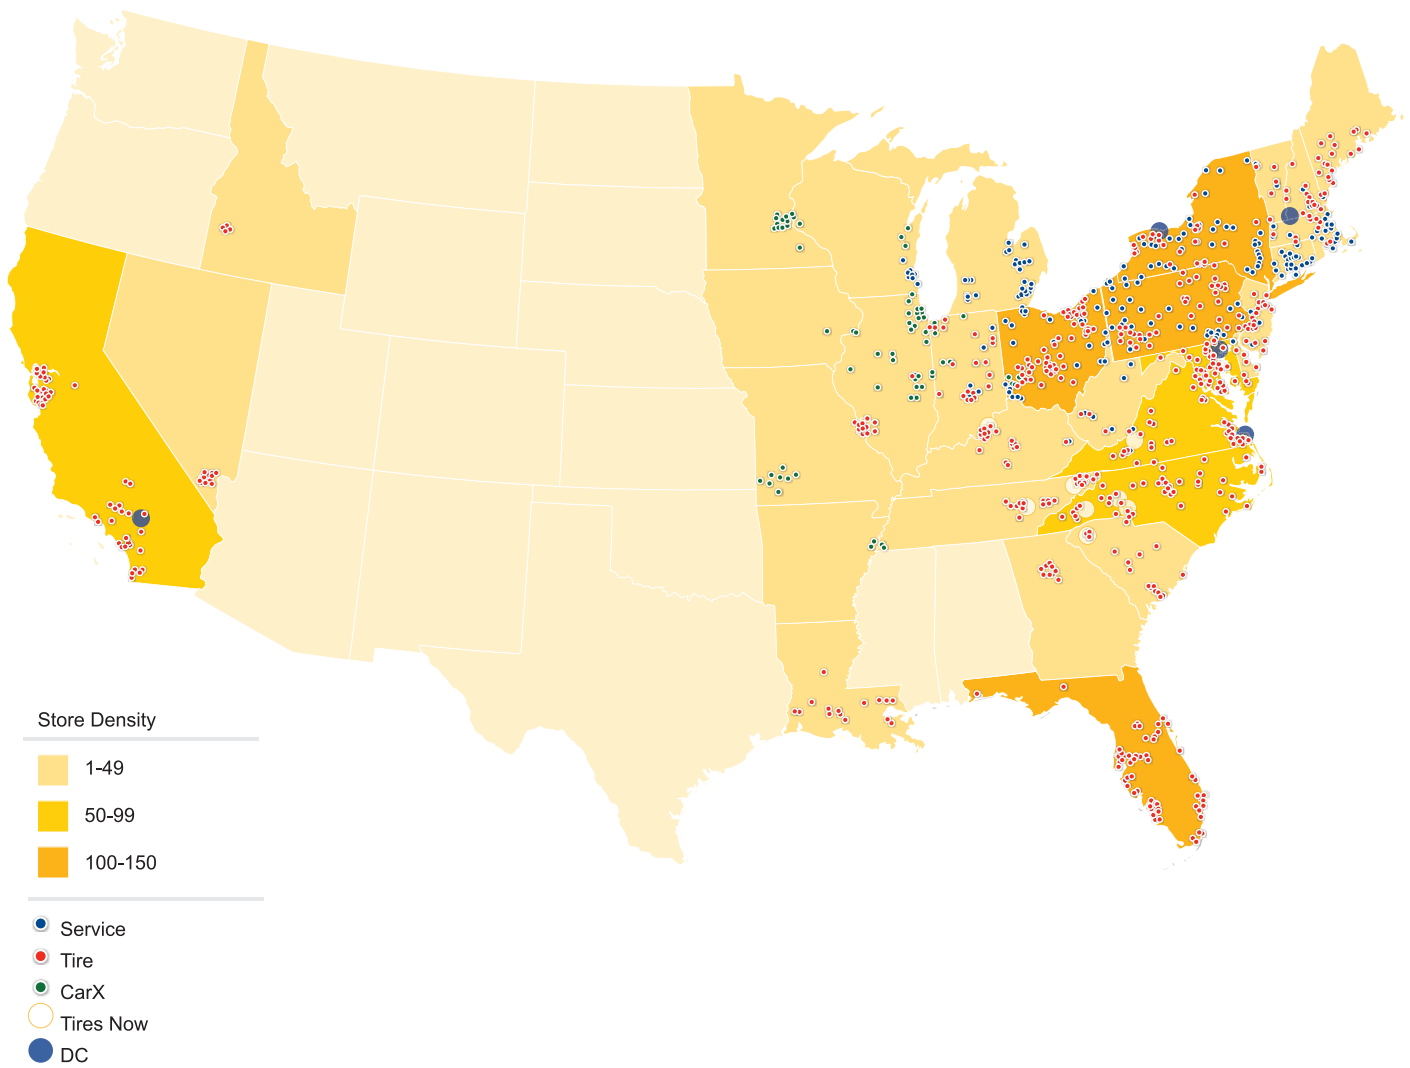 Store Density
1-49
50-99
100-150
Service
Tire
CarX
Tires Now
DC